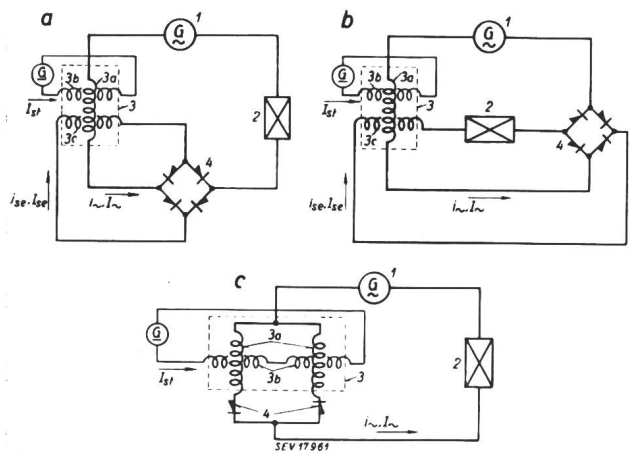 a
G
~
1
G
3b
3a
3
I_st
3c
2
4
i_se, I_se
i~, I~
b
G
~
1
G
3b
3a
3
I_st
3c
2
4
i_se, I_se
i~, I~
c
G
~
1
G
3a
3b
3
I_st
4
2
i~, I~
SEV 17961